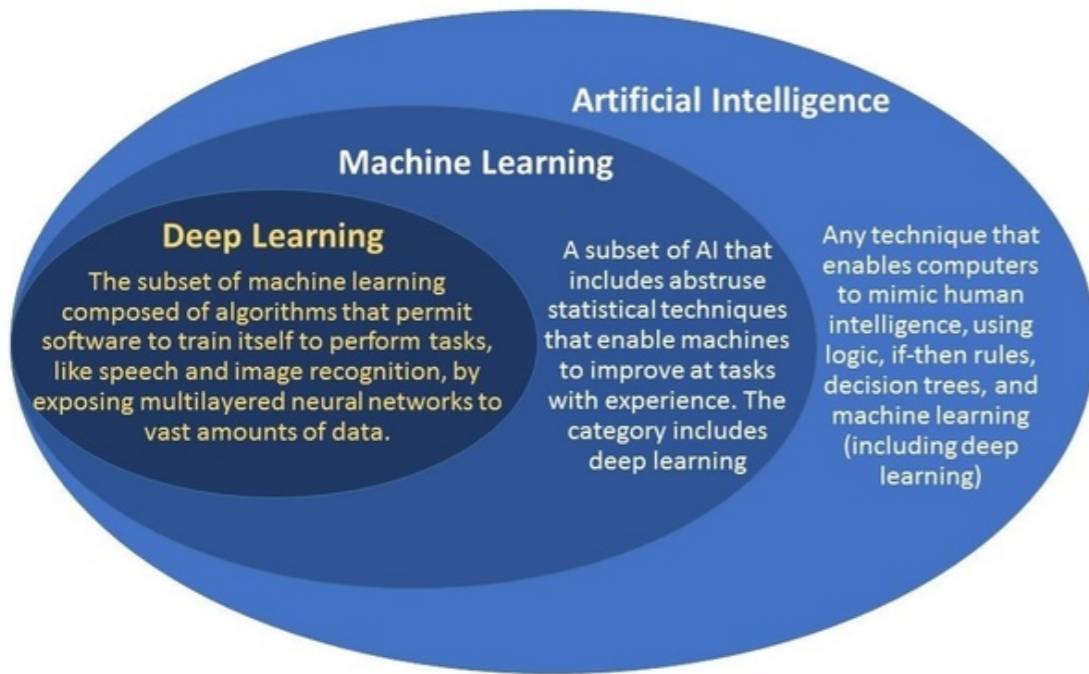 Artificial Intelligence
Machine Learning
Deep Learning
The subset of machine learning
composed of algorithms that permit
software to train itself to perform tasks,
like speech and image recognition, by
exposing multilayered neural networks to
vast amounts of data.
A subset of AI that
includes abstruse
statistical techniques
that enable machines
to improve at tasks
with experience. The
category includes
deep learning
Any technique that
enables computers
to mimic human
intelligence, using
logic, if-then rules,
decision trees, and
machine learning
(including deep
learning)